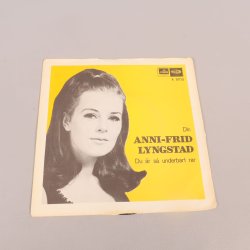 Din
ANNI-FRID
LYNGSTAD
Du är så underbart rar